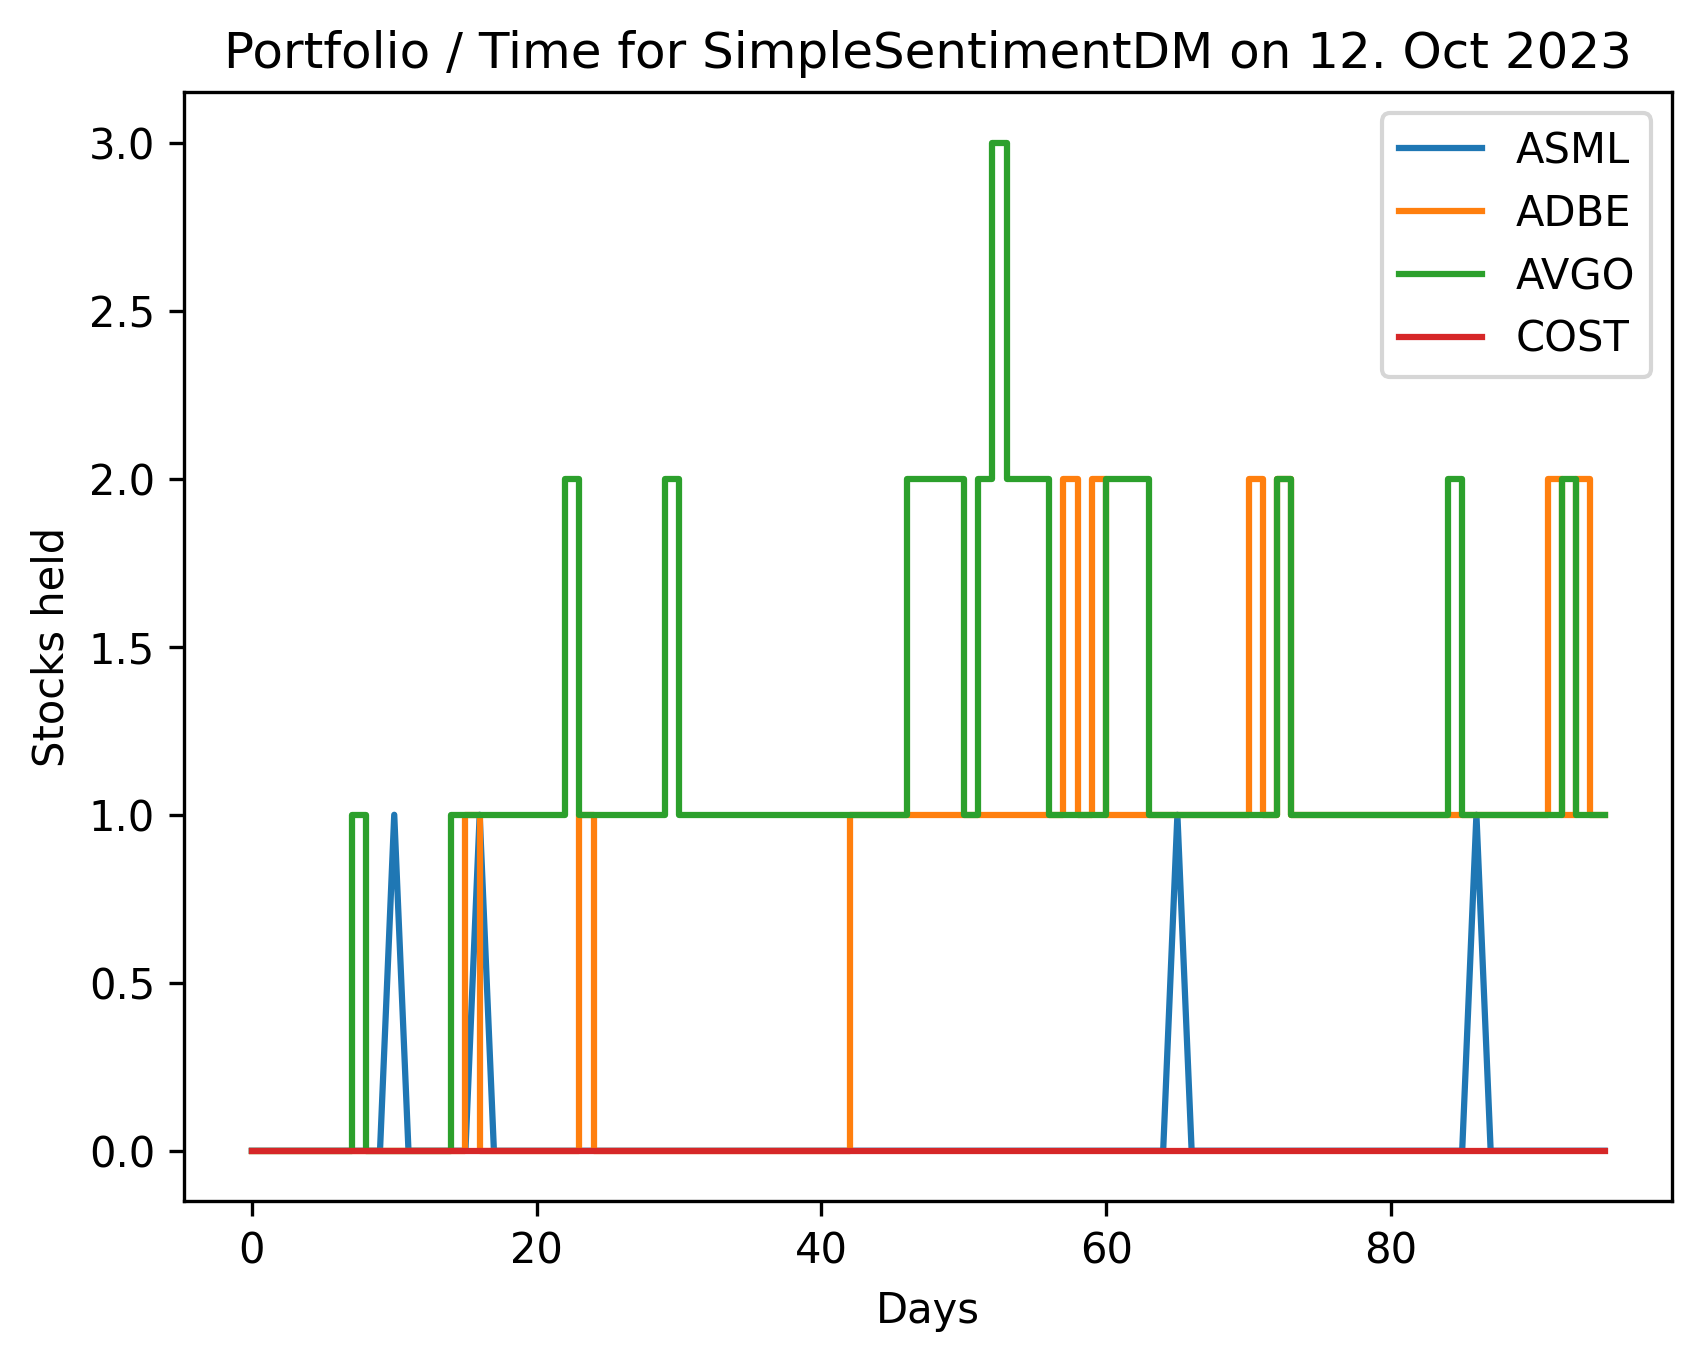 Portfolio / Time for SimpleSentimentDM on 12. Oct 2023
3.0
2.5
2.0
1.5
1.0
0.5
0.0
Stocks held
ASML
ADBE
AVGO
COST
0 20 40 60 80
Days